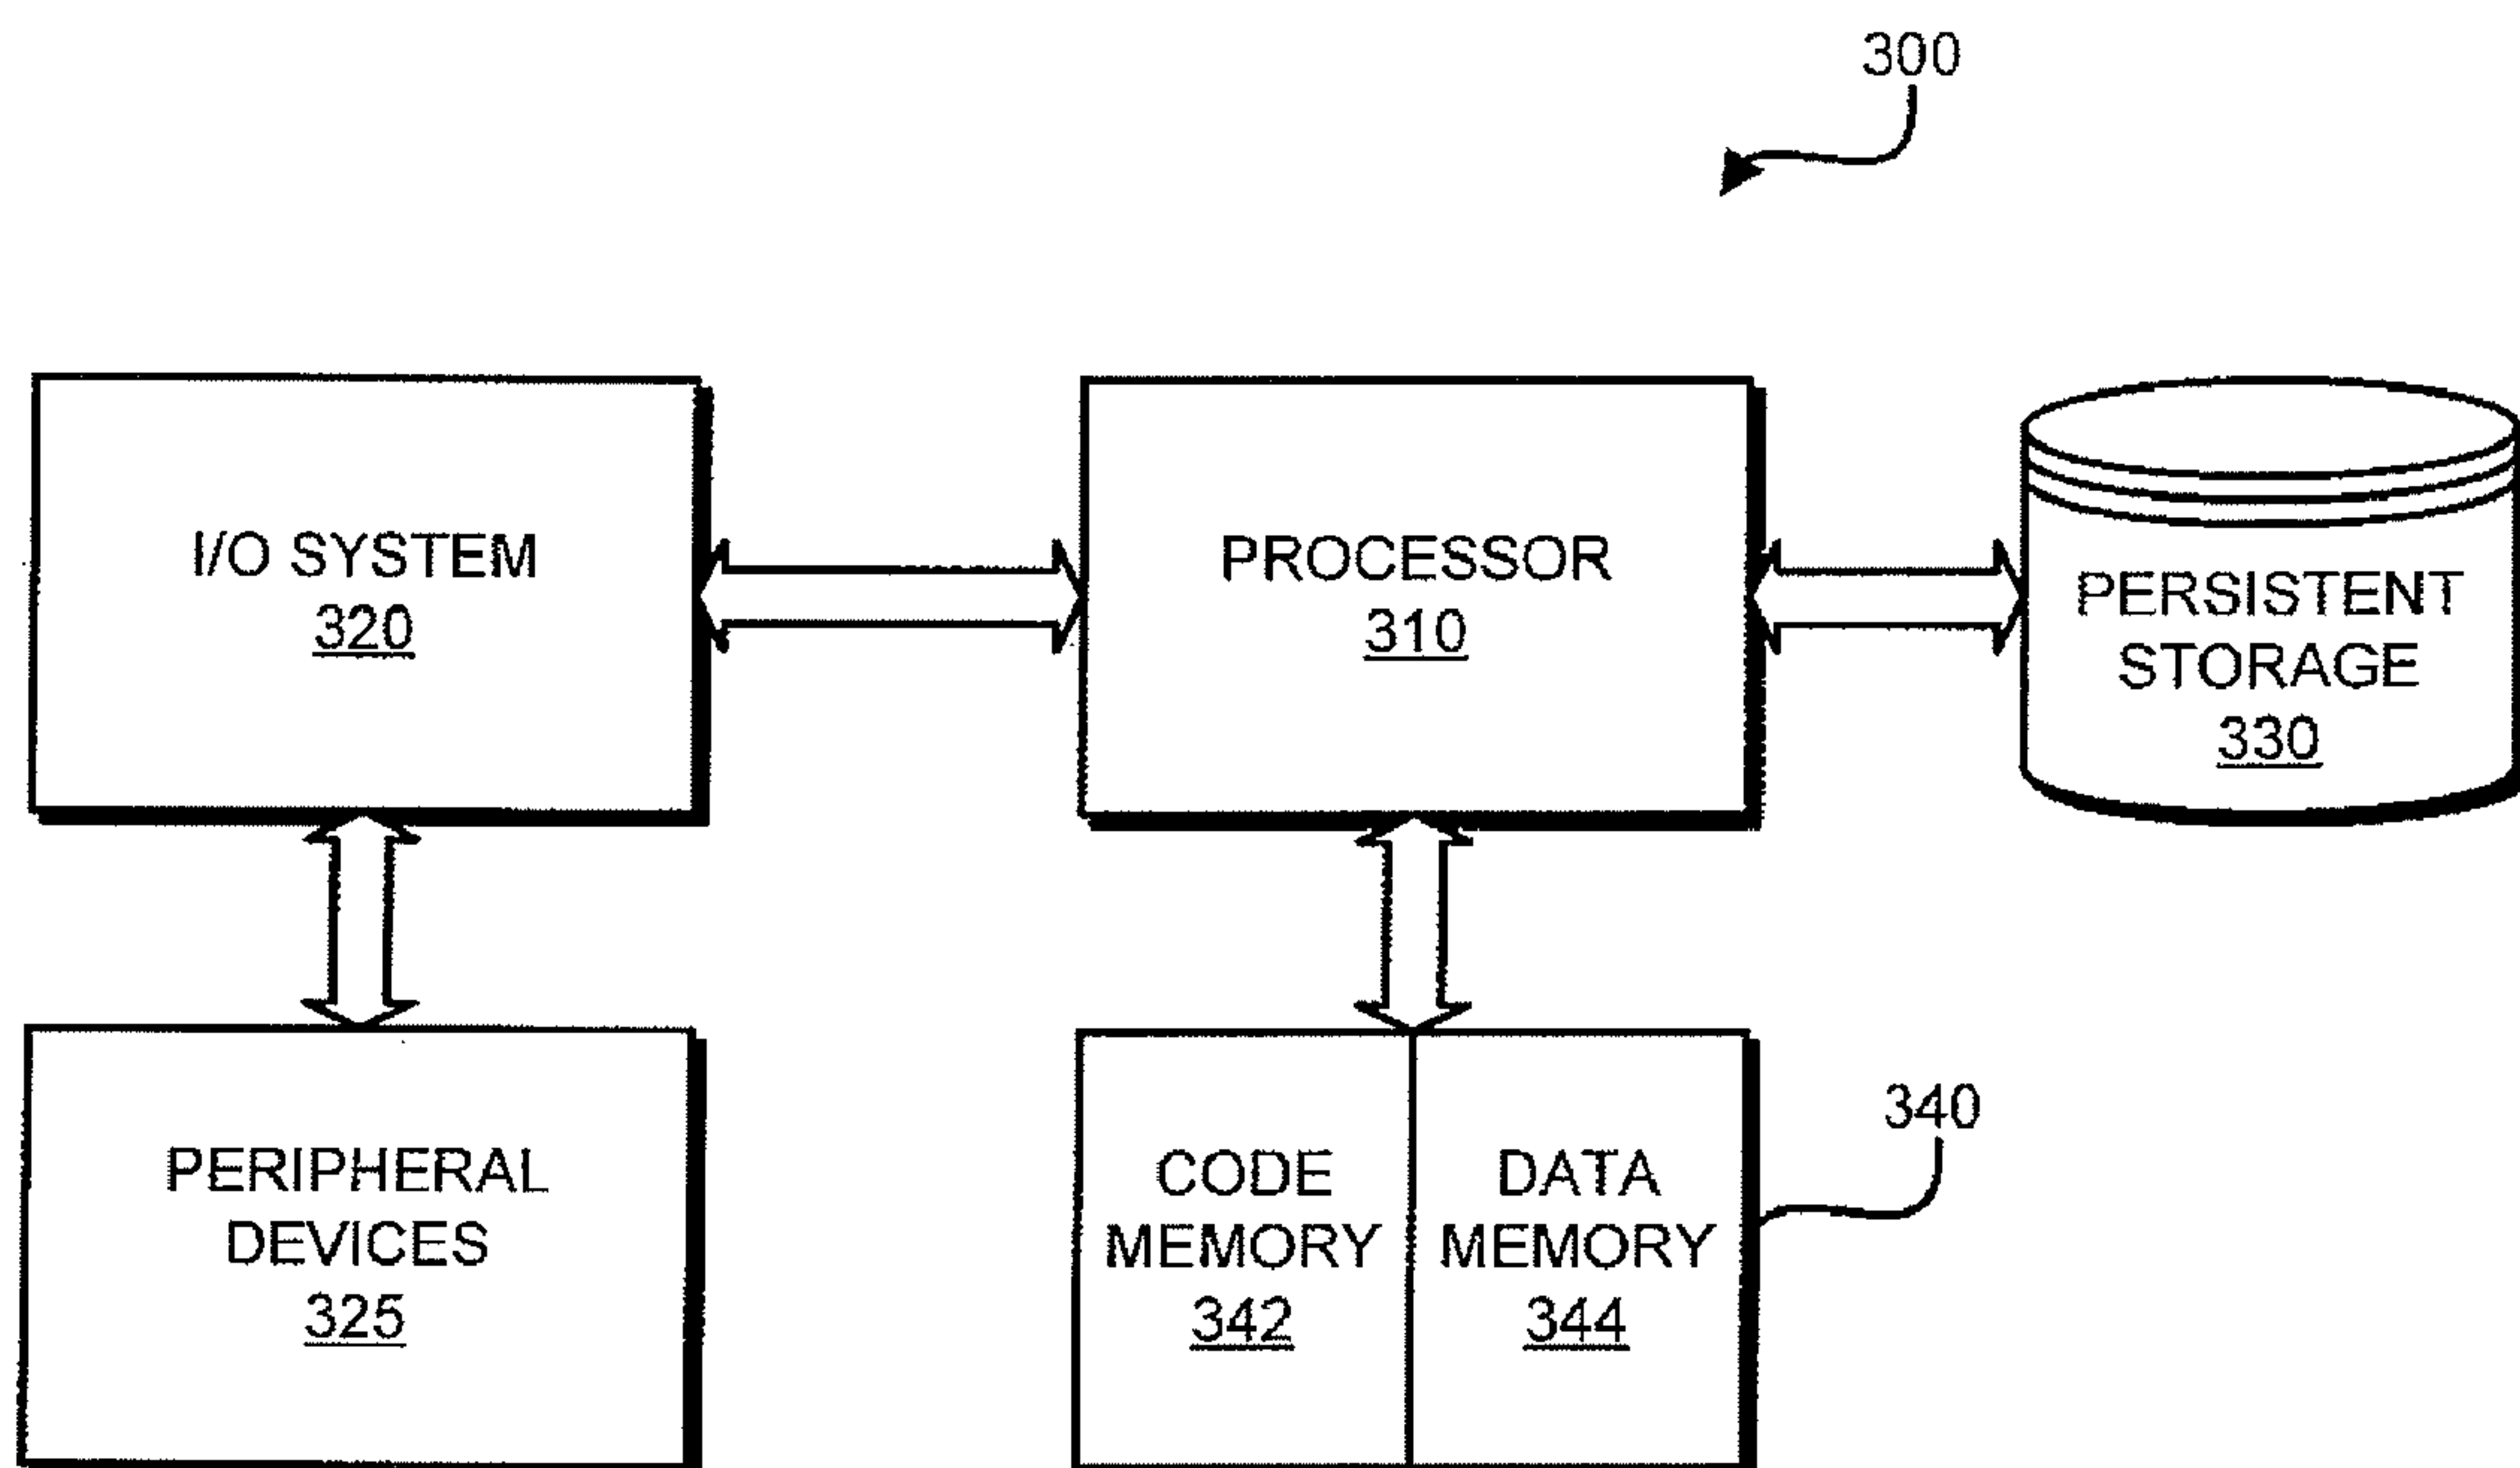 300
I/O SYSTEM
320
PROCESSOR
310
PERSISTENT
STORAGE
330
PERIPHERAL
DEVICES
325
CODE
MEMORY
342
DATA
MEMORY
344
340